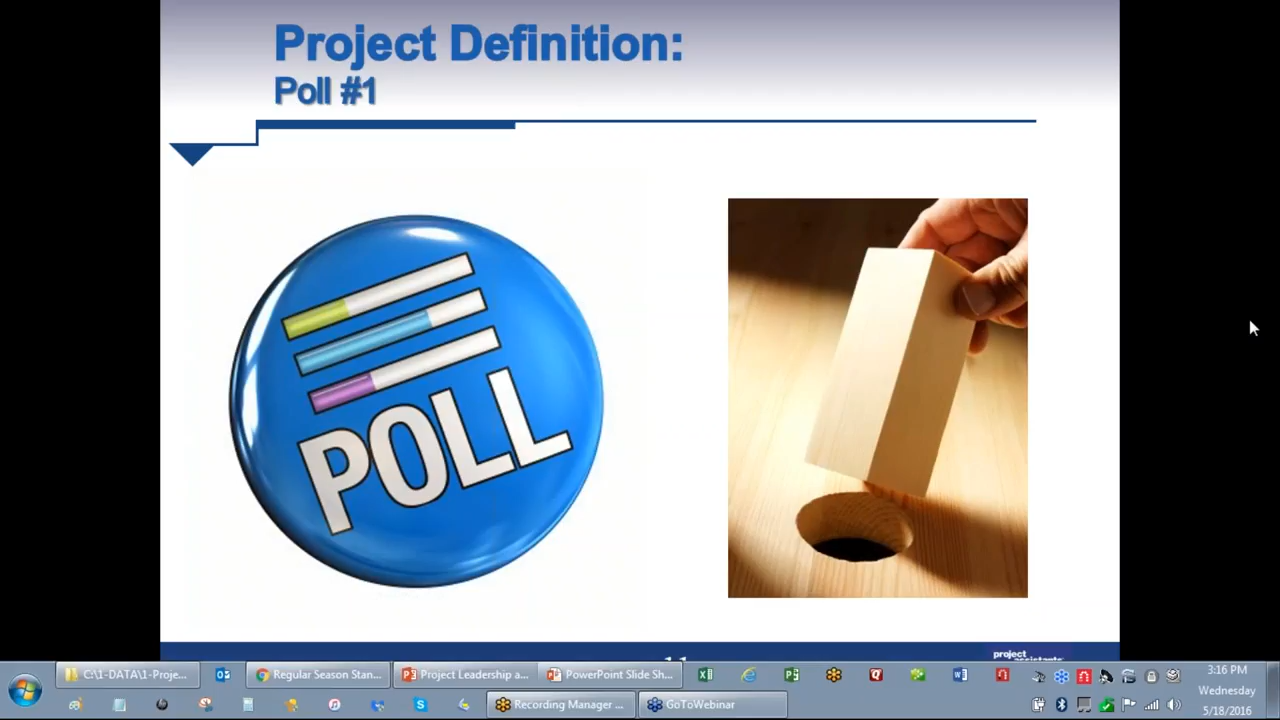 Project Definition:
Poll #1
POLL
project
C:\1-DATA\1-Proje...
Regular Season Stan...
Project Leadership a...
PowerPoint Slide Sh...
3:16 PM
Wednesday
5/18/2016
Recording Manager ...
GoToWebinar